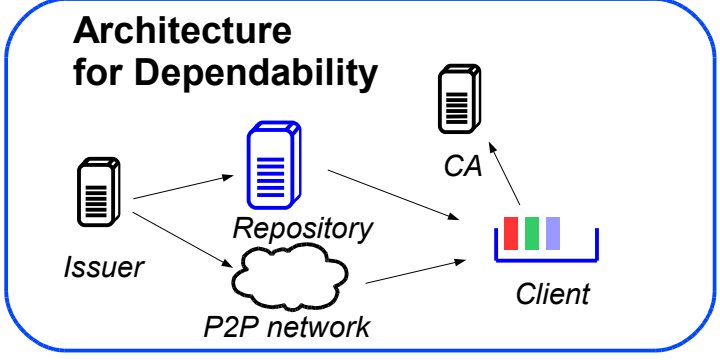 Architecture
for Dependability
CA
Repository
Issuer
Client
P2P network